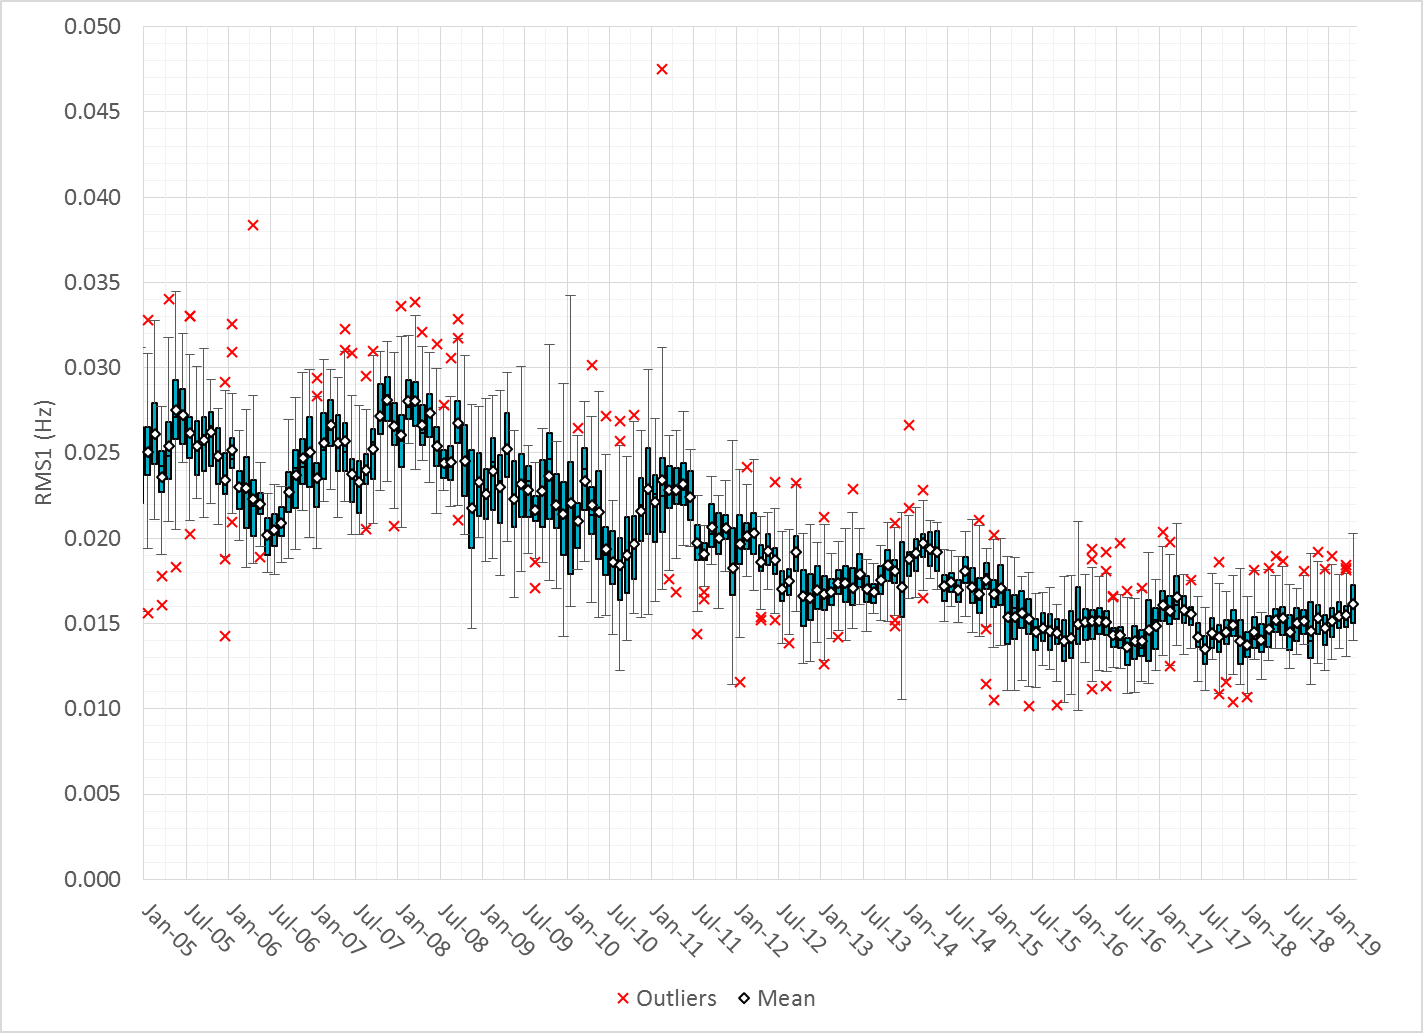 0.050
0.045
0.040
0.035
0.030
0.025
0.020
0.015
0.010
0.005
0.000
RMS1 (Hz)
Jan-05
Jul-05
Jan-06
Jul-06
Jan-07
Jul-07
Jan-08
Jul-08
Jan-09
Jul-09
Jan-10
Jul-10
Jan-11
Jul-11
Jan-12
Jul-12
Jan-13
Jul-13
Jan-14
Jul-14
Jan-15
Jul-15
Jan-16
Jul-16
Jan-17
Jul-17
Jan-18
Jul-18
Jan-19
Outliers Mean